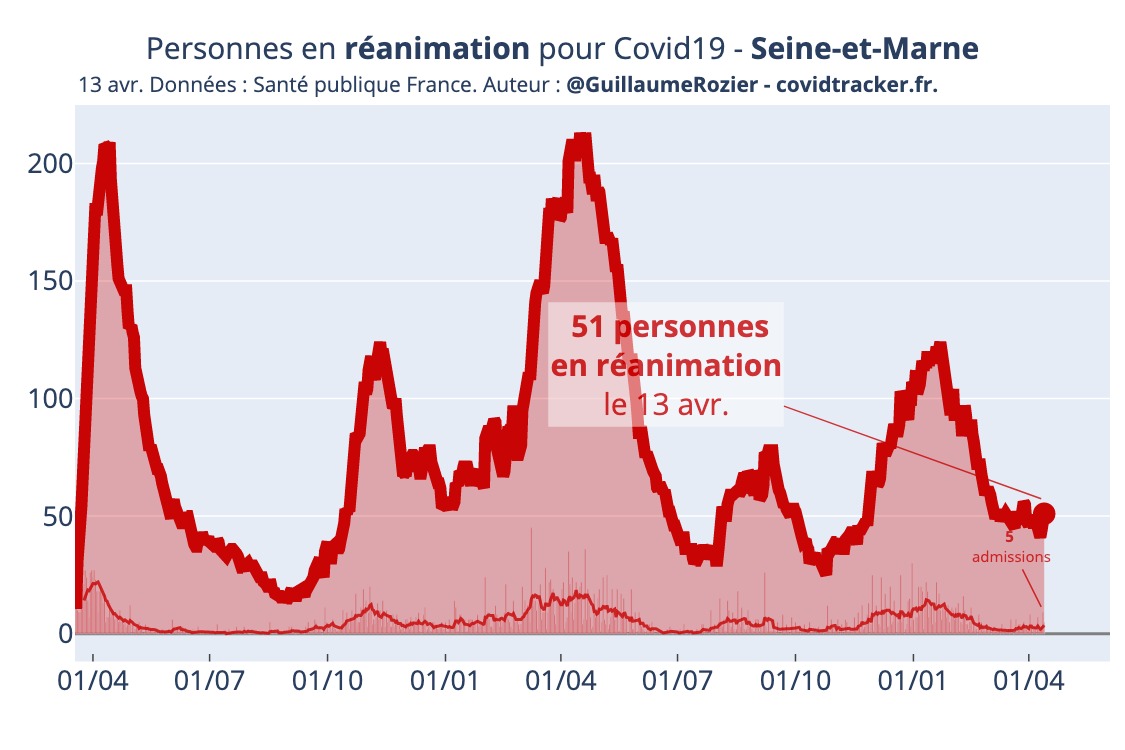 Personnes en réanimation pour Covid19 - Seine-et-Marne
13 avr. Données : Santé publique France. Auteur : @GuillaumeRozier - covidtracker.fr.
200
150
51 personnes
en réanimation
le 13 avr.
100
50
5
admissions
0
01/04 01/07 01/10 01/01 01/04 01/07 01/10 01/01 01/04